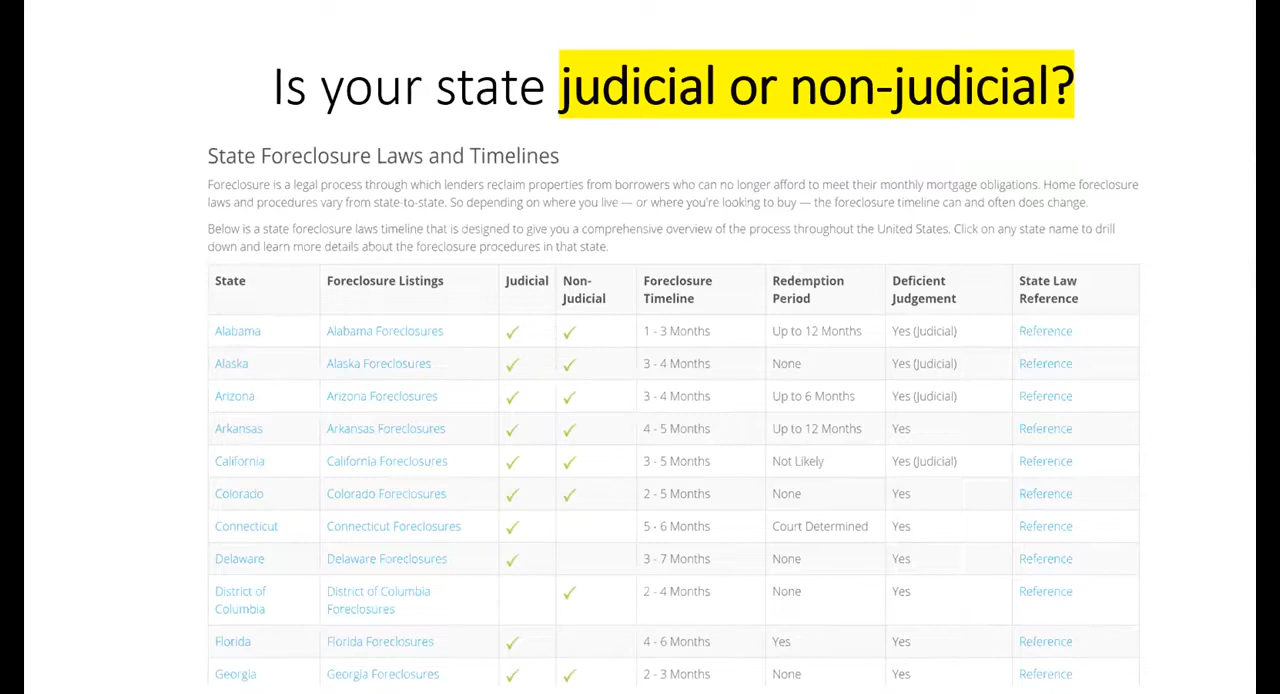 Is your state judicial or non-judicial?
State Foreclosure Laws and Timelines
Foreclosure is a legal process through which lenders reclaim properties from borrowers who can no longer afford to meet their monthly mortgage obligations. Home foreclosure
laws and procedures vary from state-to-state. So depending on where you live — or where you're looking to buy — the foreclosure timeline can and often does change.
Below is a state foreclosure laws timeline that is designed to give you a comprehensive overview of the process throughout the United States. Click on any state name to drill
down and learn more details about the foreclosure procedures in that state.
State Foreclosure Listings Judicial Non-Judicial Foreclosure Timeline Redemption Period Deficient Judgement State Law Reference
Alabama Alabama Foreclosures ✓ ✓ 1 - 3 Months Up to 12 Months Yes (Judicial) Reference
Alaska Alaska Foreclosures ✓ ✓ 3 - 4 Months None Yes (Judicial) Reference
Arizona Arizona Foreclosures ✓ ✓ 3 - 4 Months Up to 6 Months Yes (Judicial) Reference
Arkansas Arkansas Foreclosures ✓ ✓ 4 - 5 Months Up to 12 Months Yes Reference
California California Foreclosures ✓ ✓ 3 - 5 Months Not Likely Yes (Judicial) Reference
Colorado Colorado Foreclosures ✓ ✓ 2 - 5 Months None Yes Reference
Connecticut Connecticut Foreclosures ✓ 5 - 6 Months Court Determined Yes Reference
Delaware Delaware Foreclosures ✓ 3 - 7 Months None Yes Reference
District of Columbia District of Columbia Foreclosures ✓ 2 - 4 Months None Yes Reference
Florida Florida Foreclosures ✓ 4 - 6 Months Yes Yes Reference
Georgia Georgia Foreclosures ✓ ✓ 2 - 3 Months None Yes Reference